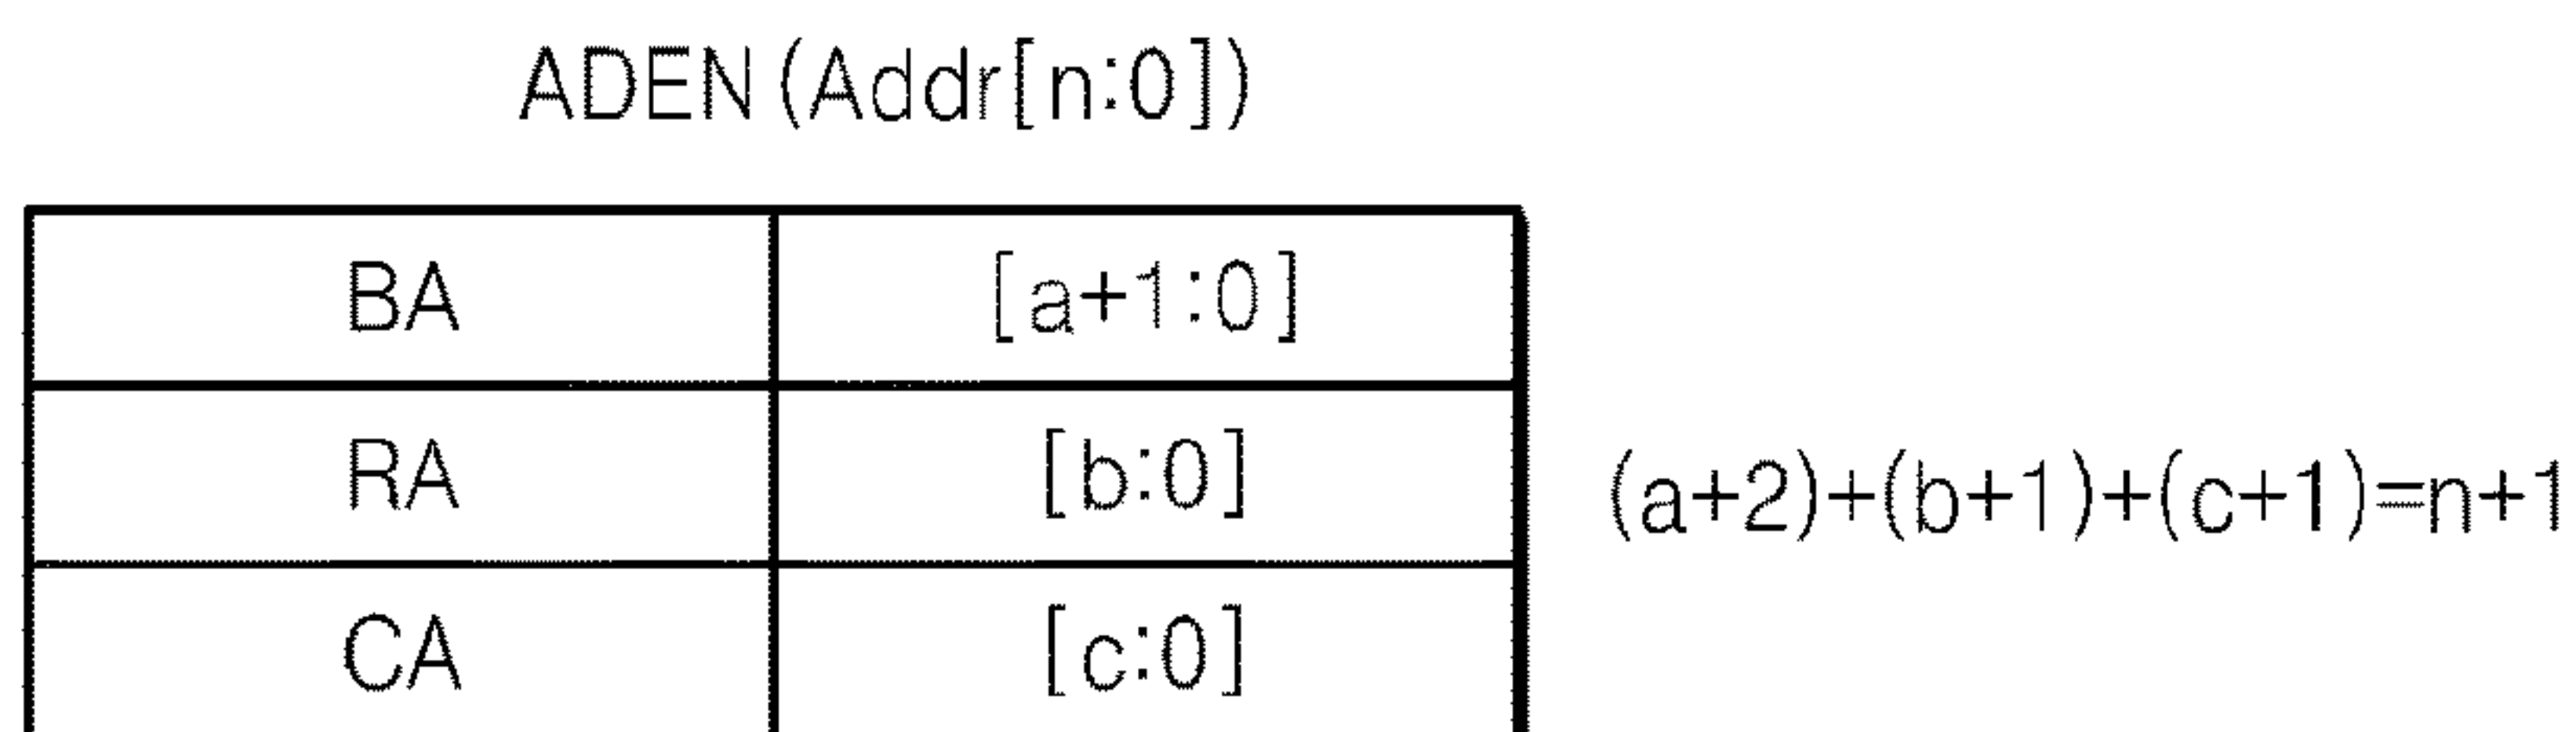 ADEN(Addr[n:0])
BA [a+1:0]
RA [b:0]
(a+2)+(b+1)+(c+1)=n+1
CA [c:0]